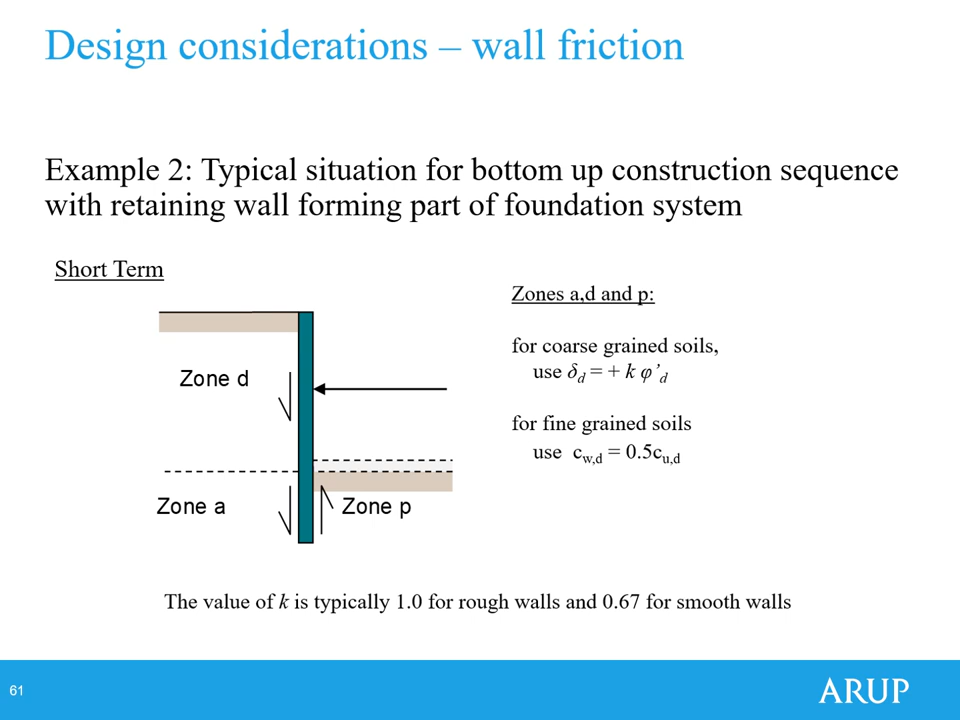 Design considerations – wall friction
Example 2: Typical situation for bottom up construction sequence
with retaining wall forming part of foundation system
Short Term
Zones a,d and p:
for coarse grained soils,
use δd = + k φ’d
for fine grained soils
use cw,d = 0.5cu,d
Zone d
Zone a
Zone p
The value of k is typically 1.0 for rough walls and 0.67 for smooth walls
61
ARUP